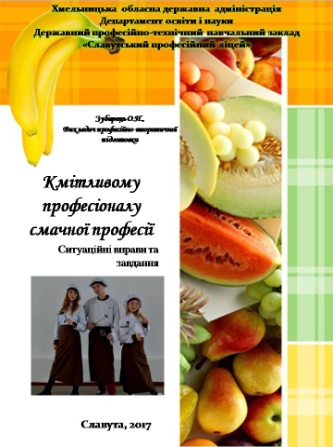 Хмельницька обласна державна адміністрація
Департамент освіти і науки
Державний професійно-технічний навчальний заклад
«Славутський професійний ліцей»
Зубарець О.П.,
Викладач професійно-теоретичної
підготовки
Кмітливому
професіоналу
смачної професії
Ситуаційні вправи та
завдання
Славута, 2017